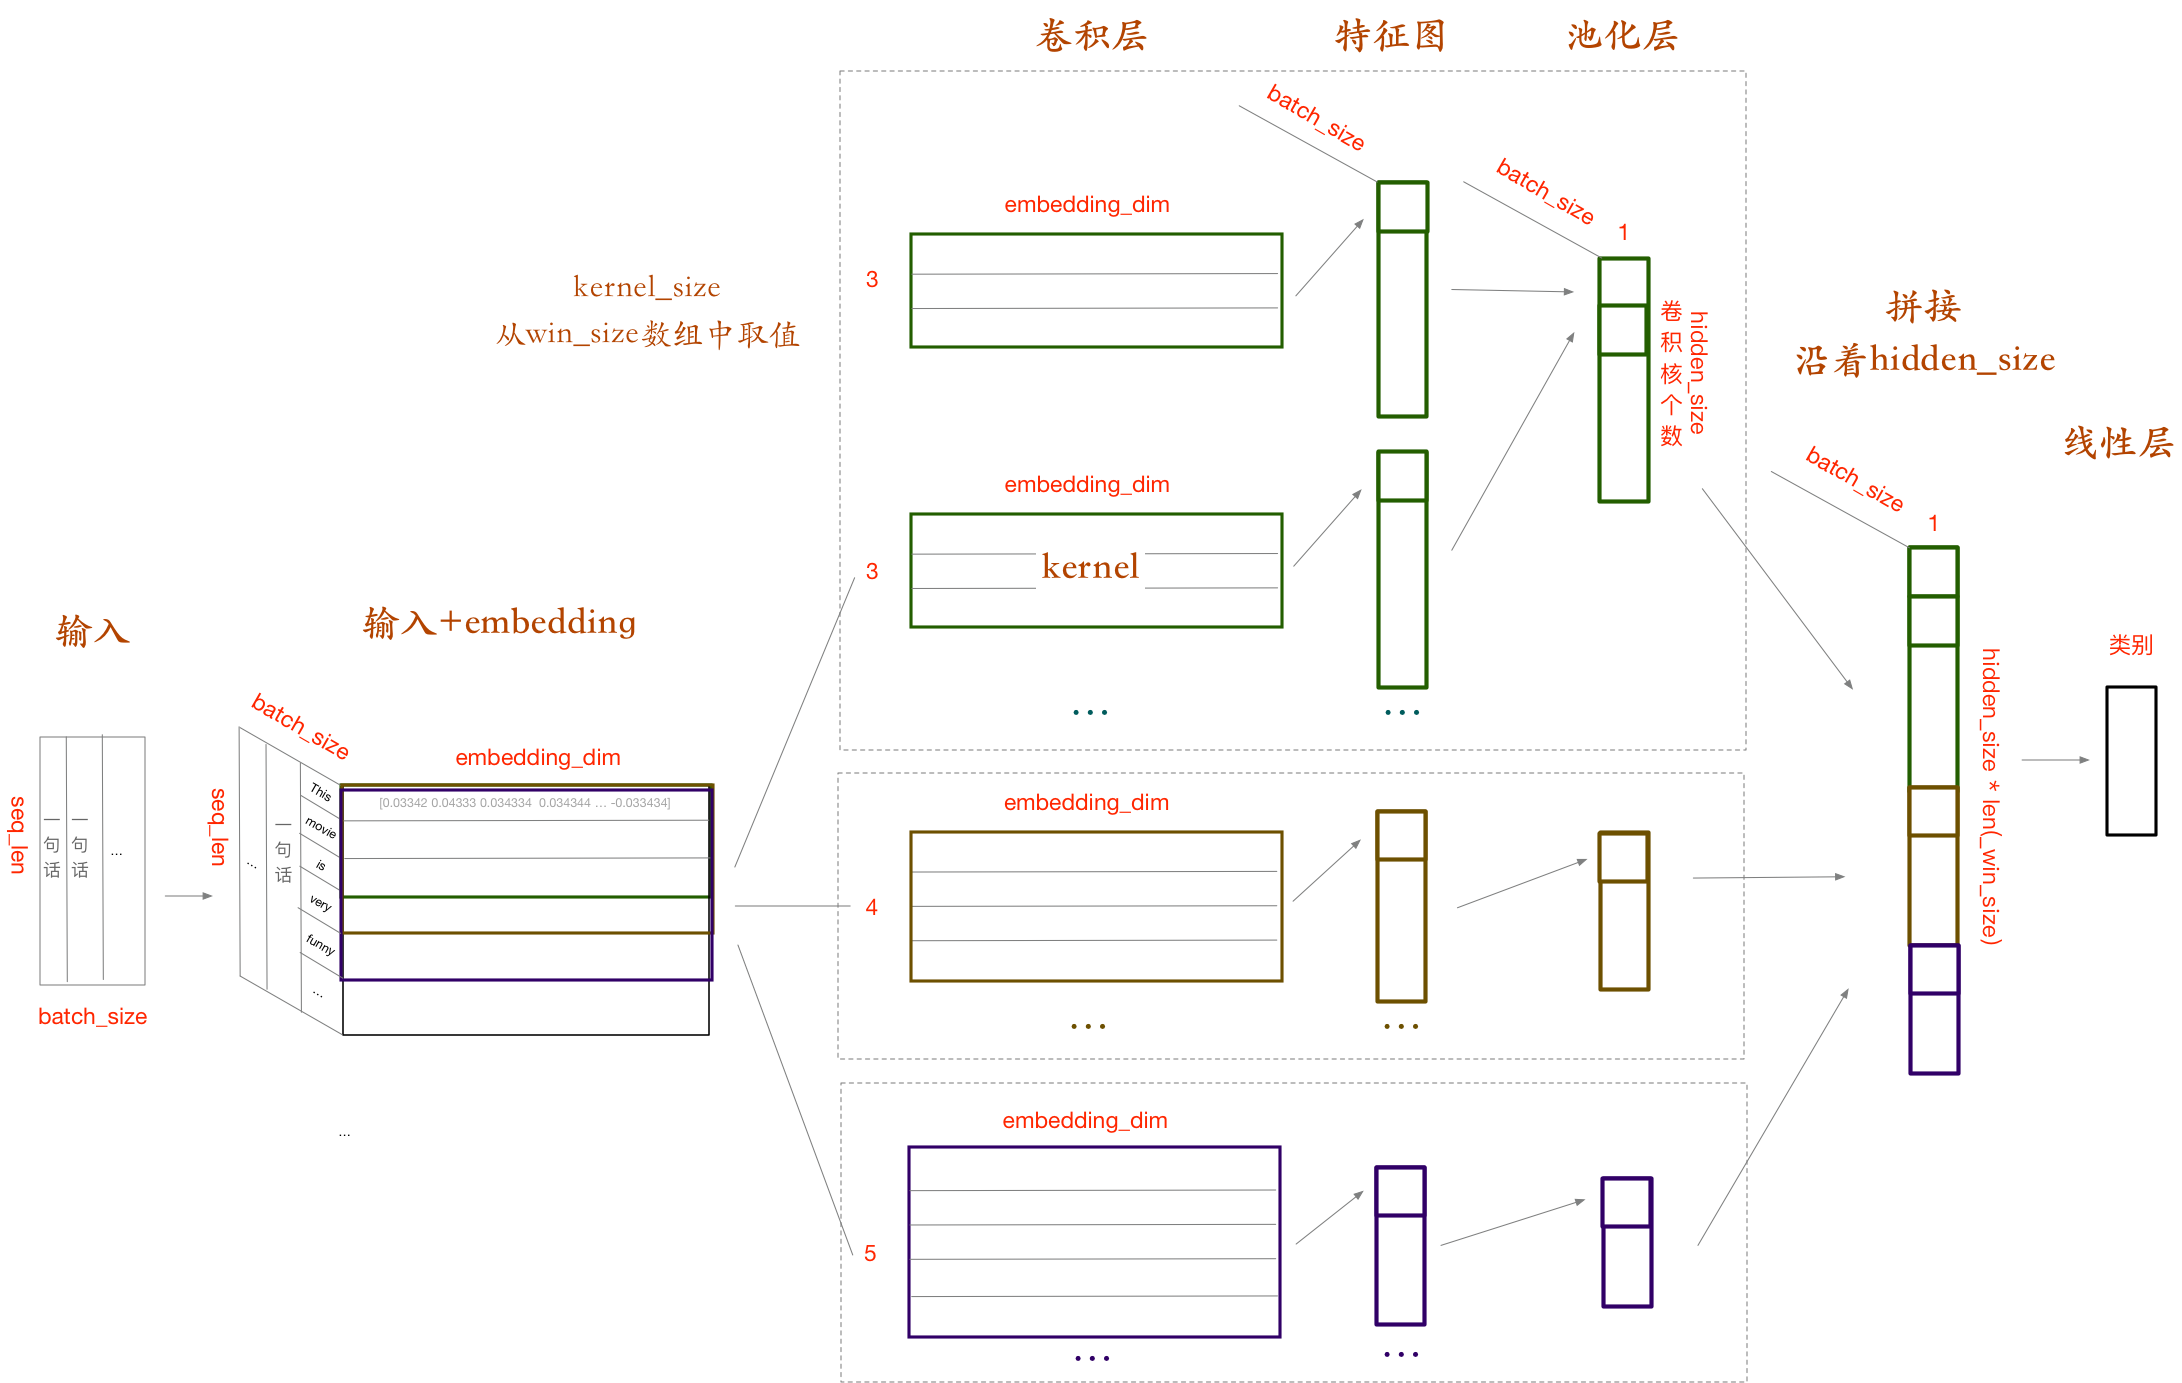 卷积层
特征图
池化层
batch_size
batch_size
1
embedding_dim
3
kernel_size
从win_size数组中取值
卷积核个数
hidden_size
embedding_dim
3
kernel
...
...
拼接
沿着hidden_size
线性层
batch_size
1
hidden_size * len(_win_size)
类别
输入
seq_len
一句话
一句话
...
batch_size
输入+embedding
batch_size
embedding_dim
seq_len
...
一句话
This
movie
is
very
funny
...
[0.03342 0.04333 0.034334 0.034344 ... -0.033434]
...
embedding_dim
4
...
...
embedding_dim
5
...
...